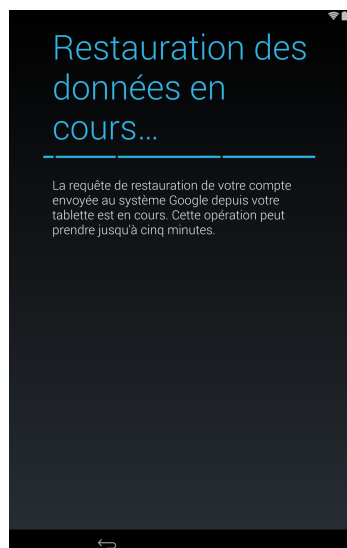 Restauration des
données en
cours...
La requête de restauration de votre compte
envoyée au système Google depuis votre
tablette est en cours. Cette opération peut
prendre jusqu'à cinq minutes.